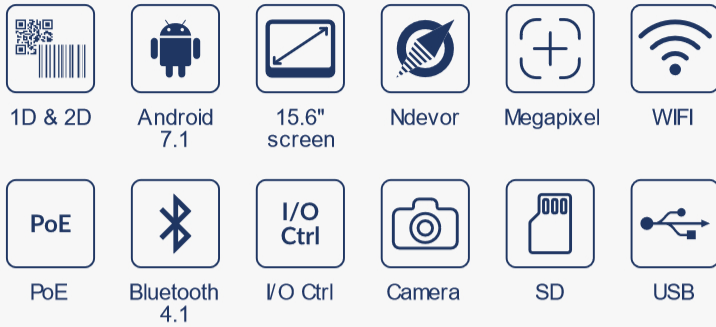 1D & 2D
Android
7.1
15.6"
screen
Ndevor
Megapixel
WIFI
PoE
I/O
Ctrl
PoE
Bluetooth
4.1
I/O Ctrl
Camera
SD
USB